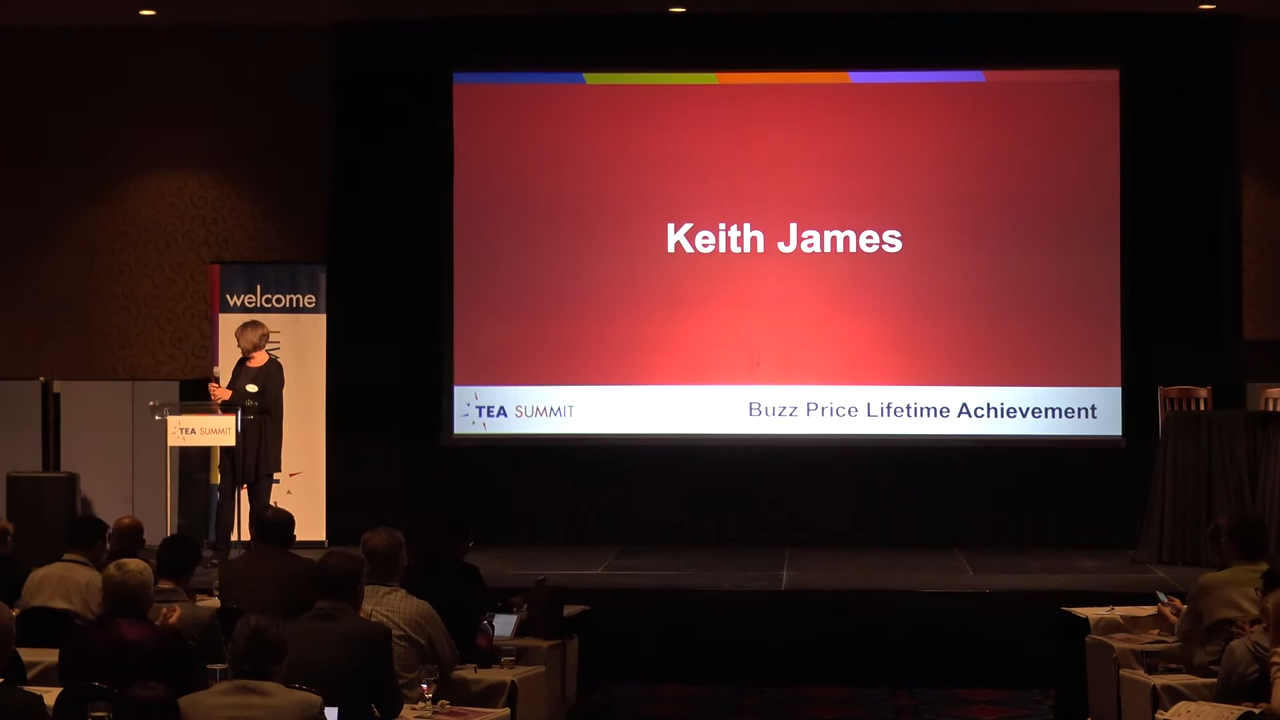 Keith James
TEA SUMMIT
Buzz Price Lifetime Achievement
welcome
TEA SUMMIT